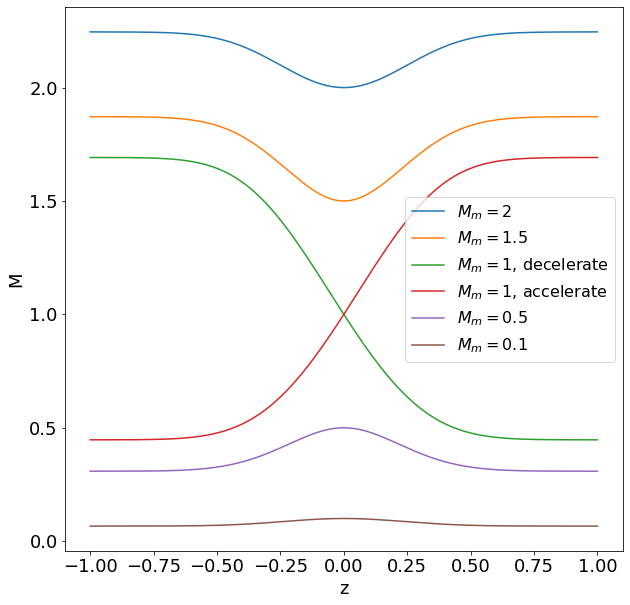 2.0
1.5
1.0
0.5
0.0
M
M_m = 2
M_m = 1.5
M_m = 1, decelerate
M_m = 1, accelerate
M_m = 0.5
M_m = 0.1
−1.00 −0.75 −0.50 −0.25 0.00 0.25 0.50 0.75 1.00
z